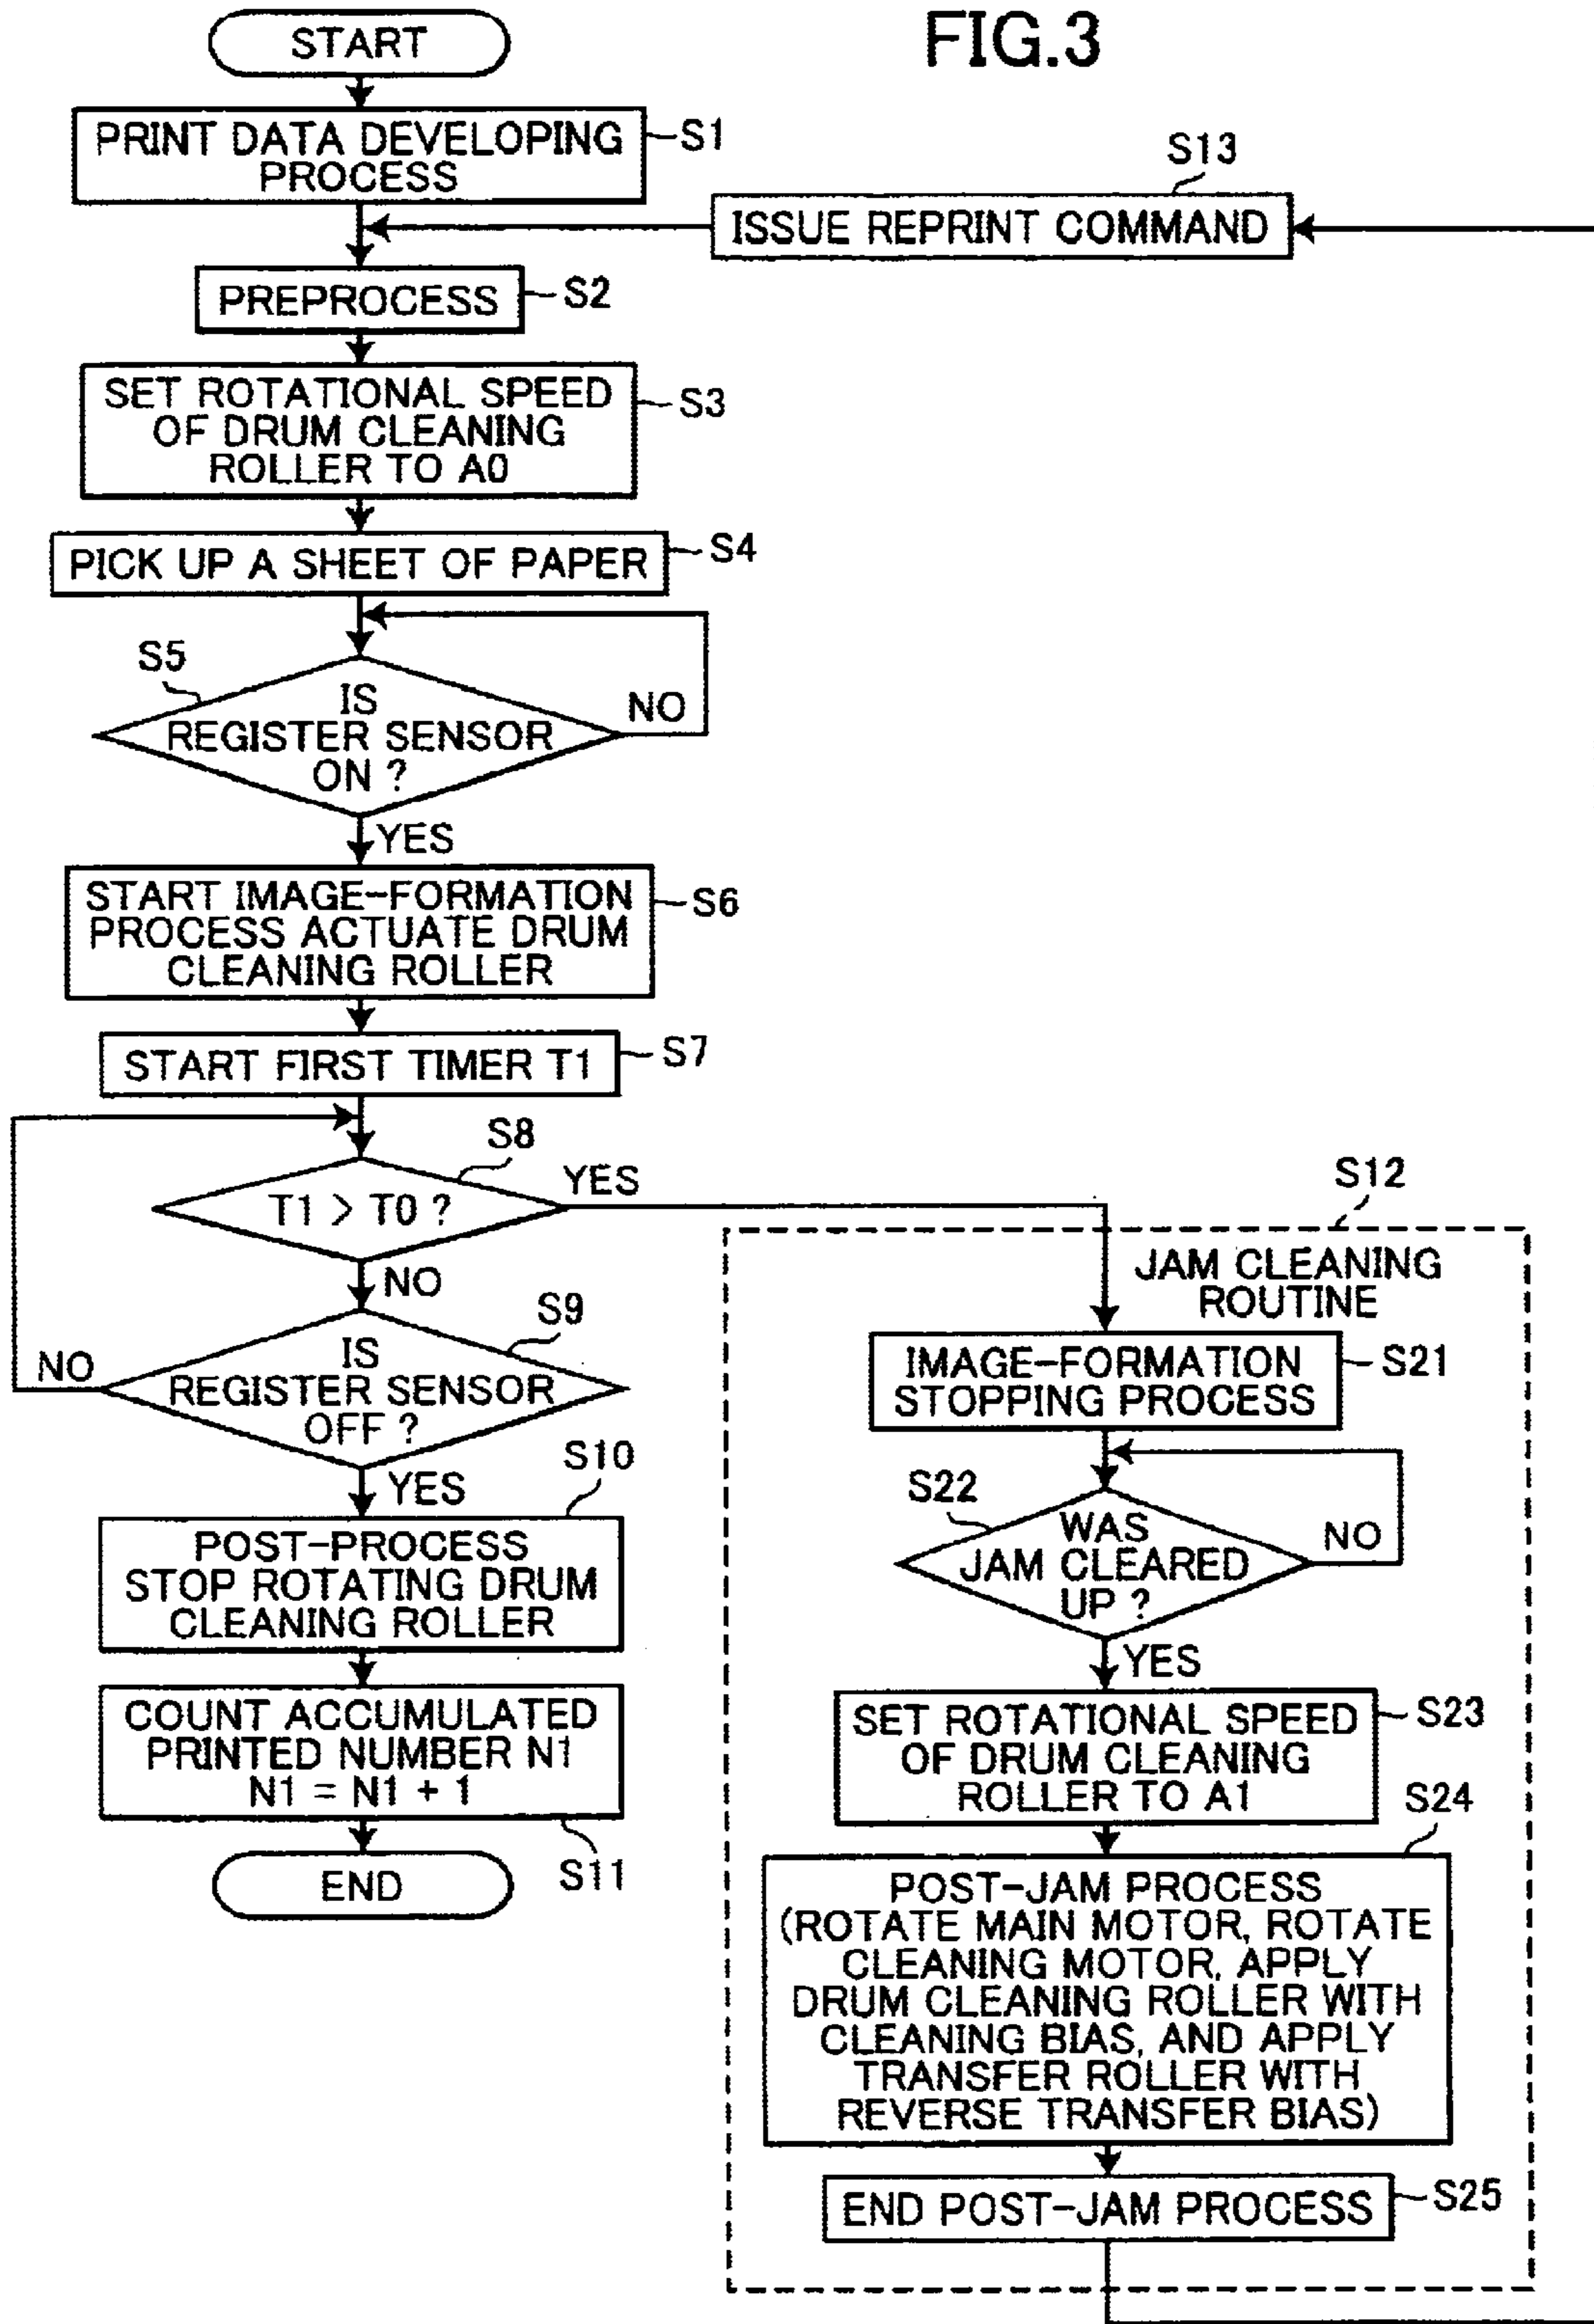 FIG.3
START
PRINT DATA DEVELOPING
PROCESS
S1
S13
ISSUE REPRINT COMMAND
PREPROCESS
S2
SET ROTATIONAL SPEED
OF DRUM CLEANING
ROLLER TO A0
S3
PICK UP A SHEET OF PAPER
S4
S5
IS
REGISTER SENSOR
ON ?
NO
YES
START IMAGE-FORMATION
PROCESS ACTUATE DRUM
CLEANING ROLLER
S6
START FIRST TIMER T1
S7
S8
T1 > T0 ?
YES
NO
S9
IS
REGISTER SENSOR
OFF ?
NO
YES
S10
POST-PROCESS
STOP ROTATING DRUM
CLEANING ROLLER
COUNT ACCUMULATED
PRINTED NUMBER N1
N1 = N1 + 1
S11
END
S12
JAM CLEANING
ROUTINE
IMAGE-FORMATION
STOPPING PROCESS
S21
S22
WAS
JAM CLEARED
UP ?
NO
YES
SET ROTATIONAL SPEED
OF DRUM CLEANING
ROLLER TO A1
S23
S24
POST-JAM PROCESS
(ROTATE MAIN MOTOR, ROTATE
CLEANING MOTOR, APPLY
DRUM CLEANING ROLLER WITH
CLEANING BIAS, AND APPLY
TRANSFER ROLLER WITH
REVERSE TRANSFER BIAS)
END POST-JAM PROCESS
S25